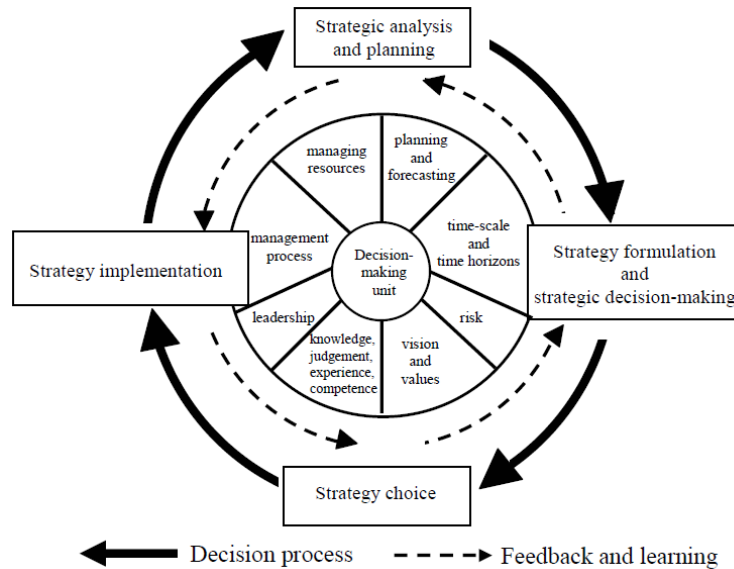 Strategic analysis
and planning
managing
resources
planning
and
forecasting
management
process
Decision-
making
unit
time-scale
and
time horizons
Strategy implementation
Strategy formulation
and
strategic decision-making
leadership
risk
knowledge,
judgement,
experience,
competence
vision
and
values
Strategy choice
Decision process
Feedback and learning